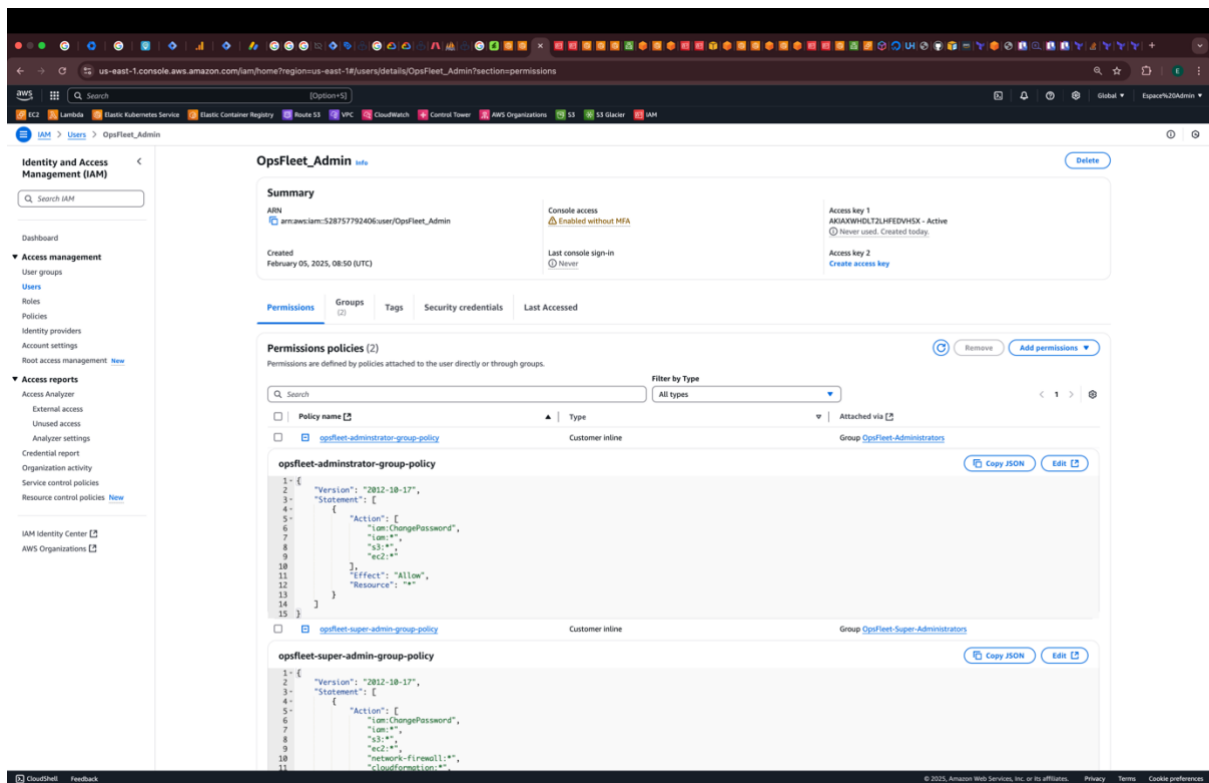 us-east-1.console.aws.amazon.com/iam/home?region=us-east-1#/users/details/OpsFleet_Admin?section=permissions
aws
Search
[Option+S]
Global
Espace%20Admin
EC2 Lambda Elastic Kubernetes Service Elastic Container Registry Route 53 VPC CloudWatch Control Tower AWS Organizations S3 S3 Glacier IAM
IAM > Users > OpsFleet_Admin
Identity and Access Management (IAM)
Search IAM
Dashboard
Access management
User groups
Users
Roles
Policies
Identity providers
Account settings
Root access management New
Access reports
Access Analyzer
External access
Unused access
Analyzer settings
Credential report
Organization activity
Service control policies
Resource control policies New
IAM Identity Center
AWS Organizations
OpsFleet_Admin Info
Delete
Summary
ARN
arn:aws:iam::528757792406:user/OpsFleet_Admin
Console access
Enabled without MFA
Access key 1
AKIAXWHDLT2LHFEDVHSX - Active
Never used. Created today.
Created
February 05, 2025, 08:50 (UTC)
Last console sign-in
Never
Access key 2
Create access key
Permissions
Groups (2)
Tags
Security credentials
Last Accessed
Permissions policies (2)
Remove
Add permissions
Permissions are defined by policies attached to the user directly or through groups.
Filter by Type
Search
All types
1
Policy name
Type
Attached via
opsfleet-adminstrator-group-policy
Customer inline
Group OpsFleet-Administrators
opsfleet-adminstrator-group-policy
Copy JSON
Edit
1 {
2 "Version": "2012-10-17",
3 "Statement": [
4 {
5 "Action": [
6 "iam:ChangePassword",
7 "iam:*",
8 "s3:*",
9 "ec2:*"
10 ],
11 "Effect": "Allow",
12 "Resource": "*"
13 }
14 ]
15 }
opsfleet-super-admin-group-policy
Customer inline
Group OpsFleet-Super-Administrators
opsfleet-super-admin-group-policy
Copy JSON
Edit
1 {
2 "Version": "2012-10-17",
3 "Statement": [
4 {
5 "Action": [
6 "iam:ChangePassword",
7 "iam:*",
8 "s3:*",
9 "ec2:*",
10 "network-firewall:*",
11 "cloudformation:*",
CloudShell Feedback
© 2025, Amazon Web Services, Inc. or its affiliates. Privacy Terms Cookie preferences